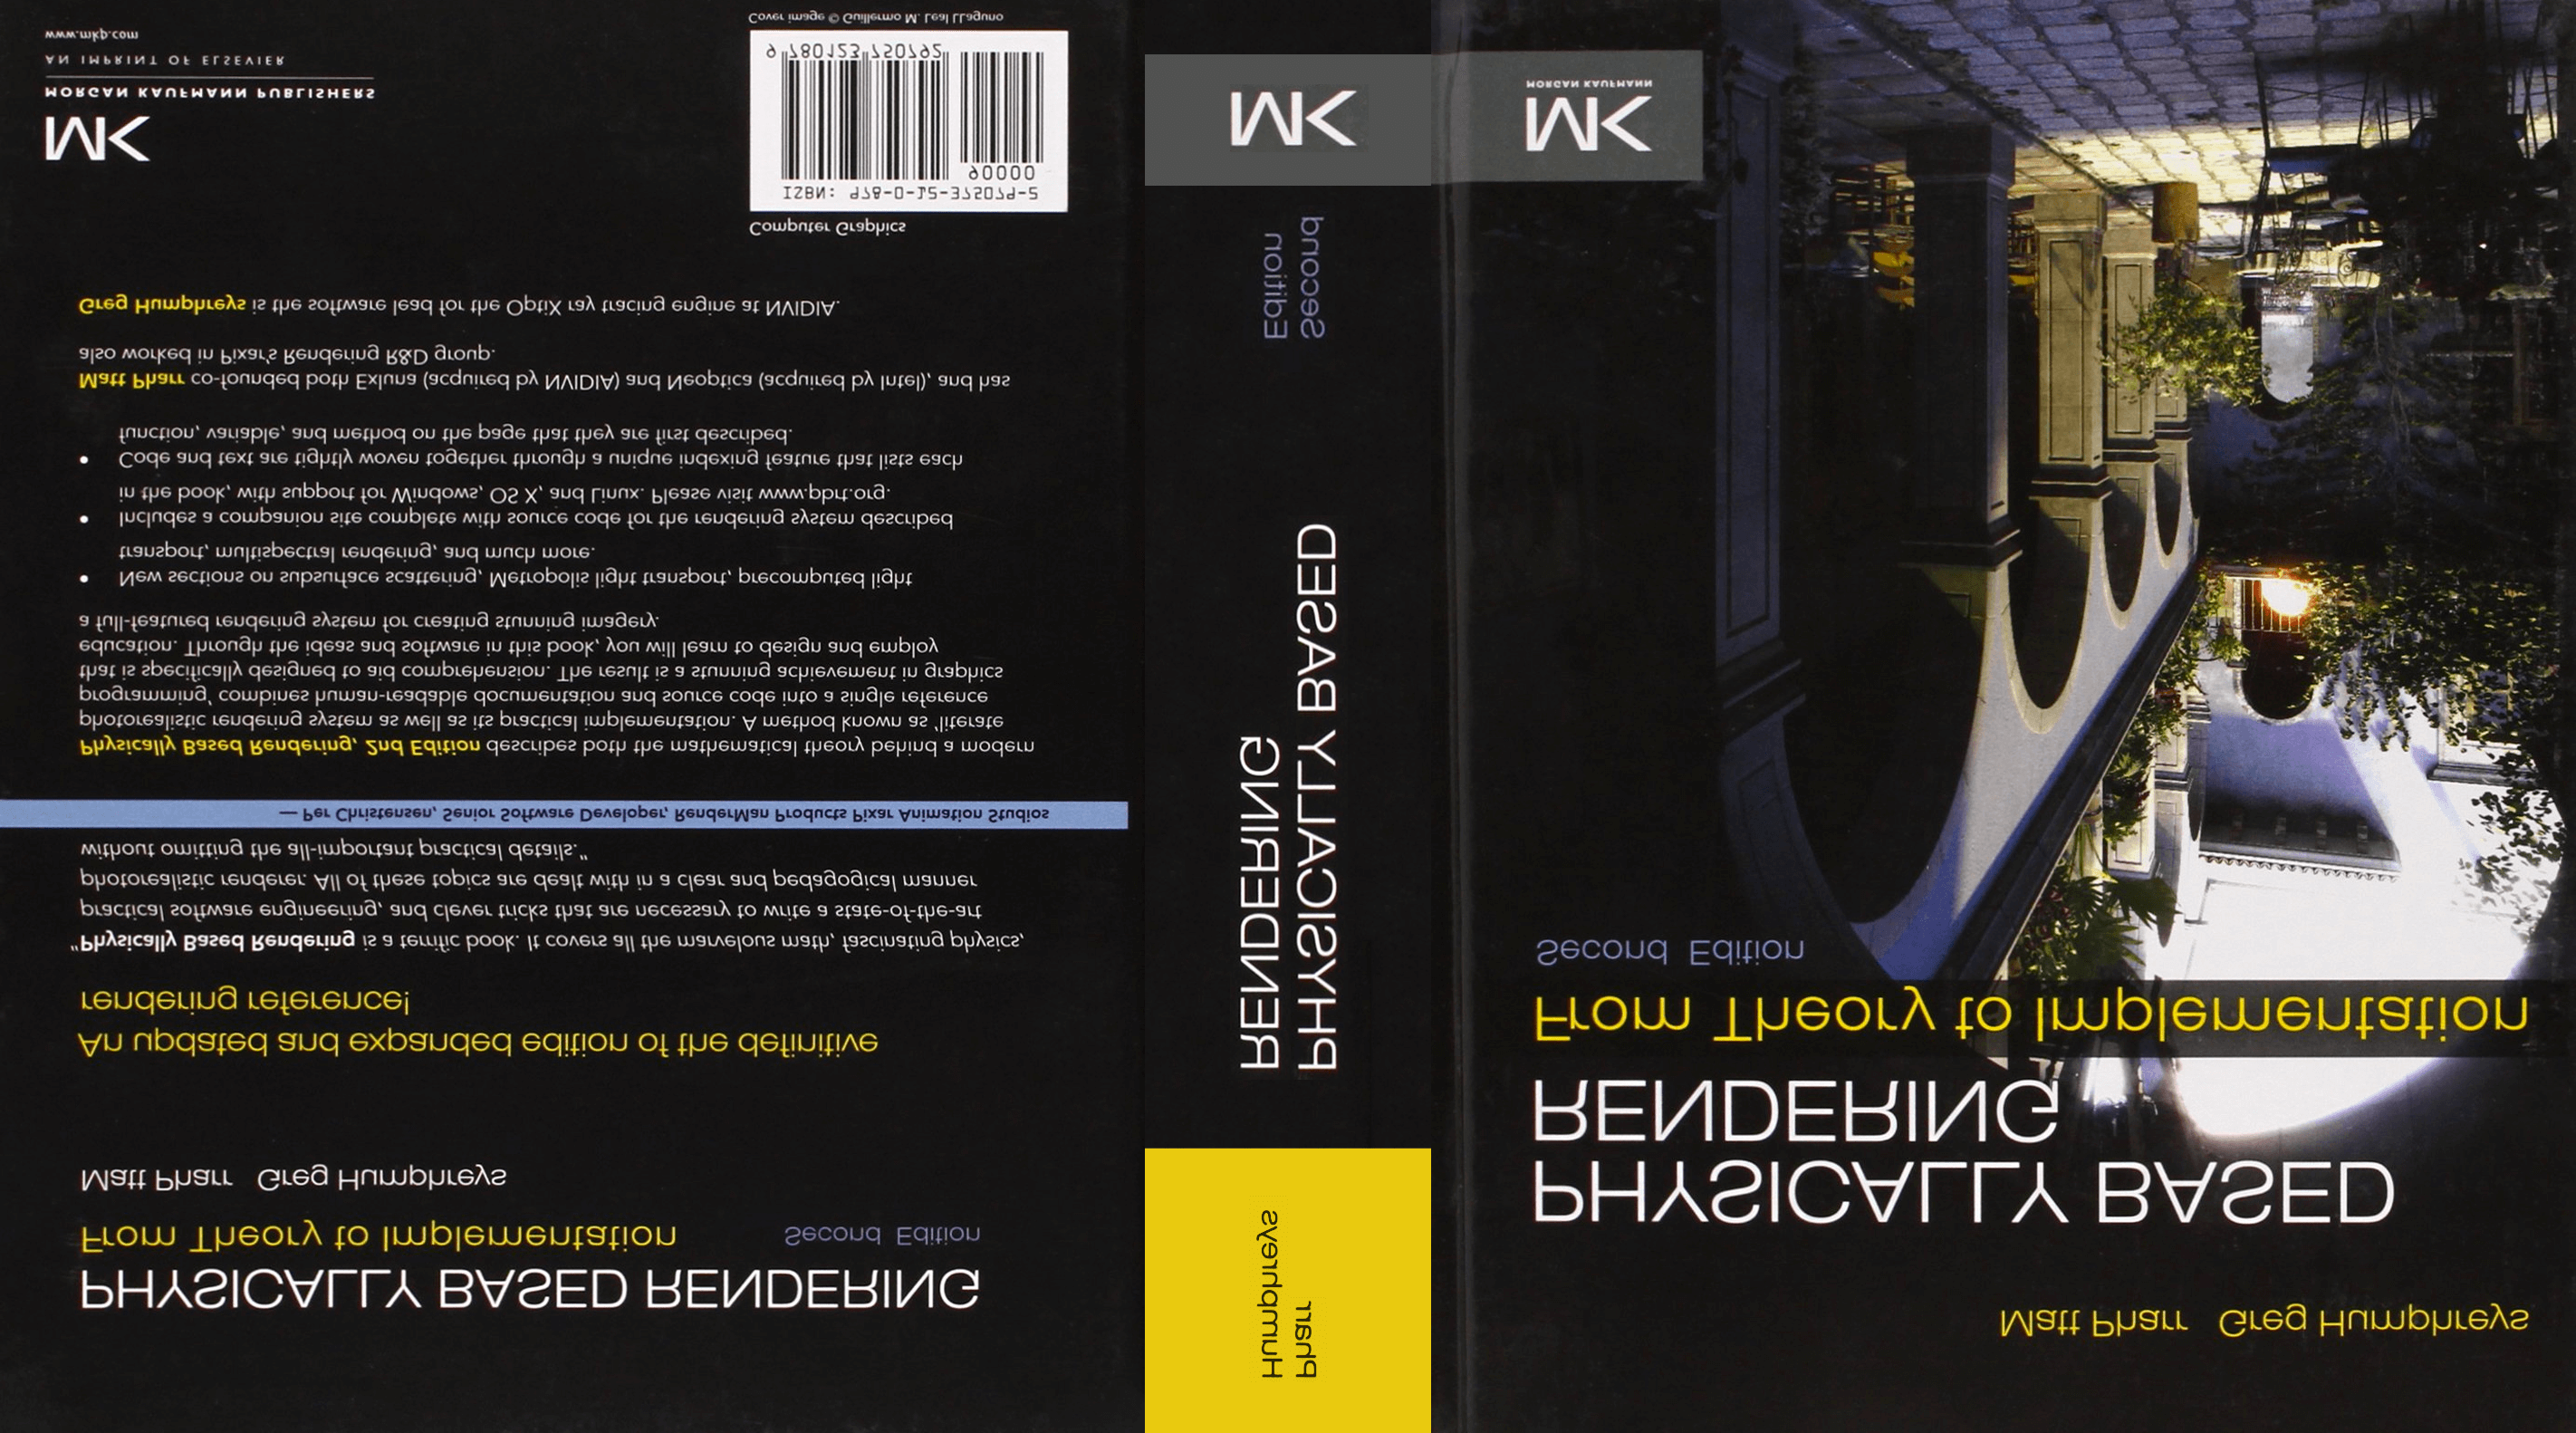 PHYSICALLY BASED RENDERING
From Theory to Implementation Second Edition
Matt Pharr Greg Humphreys
An updated and expanded edition of the definitive
rendering reference!
"Physically Based Rendering is a terrific book. It covers all the marvelous math, fascinating physics,
practical software engineering, and clever tricks that are necessary to write a state-of-the-art
photorealistic renderer. All of these topics are dealt with in a clear and pedagogical manner
without omitting the all-important practical details."
— Per Christensen, Senior Software Developer, RenderMan Products Pixar Animation Studios
Physically Based Rendering, 2nd Edition describes both the mathematical theory behind a modern
photorealistic rendering system as well as its practical implementation. A method known as 'literate
programming' combines human-readable documentation and source code into a single reference
that is specifically designed to aid comprehension. The result is a stunning achievement in graphics
education. Through the ideas and software in this book, you will learn to design and employ
a full-featured rendering system for creating stunning imagery.
• New sections on subsurface scattering, Metropolis light transport, precomputed light
transport, multispectral rendering, and much more.
• Includes a companion site complete with source code for the rendering system described
in the book, with support for Windows, OS X, and Linux. Please visit www.pbrt.org.
• Code and text are tightly woven together through a unique indexing feature that lists each
function, variable, and method on the page that they are first described.
Matt Pharr co-founded both Exluna (acquired by NVIDIA) and Neoptica (acquired by Intel), and has
also worked in Pixar's Rendering R&D group.
Greg Humphreys is the software lead for the OptiX ray tracing engine at NVIDIA.
MK
MORGAN KAUFMANN PUBLISHERS
AN IMPRINT OF ELSEVIER
www.mkp.com
Computer Graphics
ISBN: 978-0-12-375079-2
90000
9 780123 750792
Cover image © Guillermo M. Leal LLaguno
Pharr
Humphreys
PHYSICALLY BASED
RENDERING
Second
Edition
MK
Matt Pharr Greg Humphreys
PHYSICALLY BASED
RENDERING
From Theory to Implementation
Second Edition
MK
MORGAN KAUFMANN